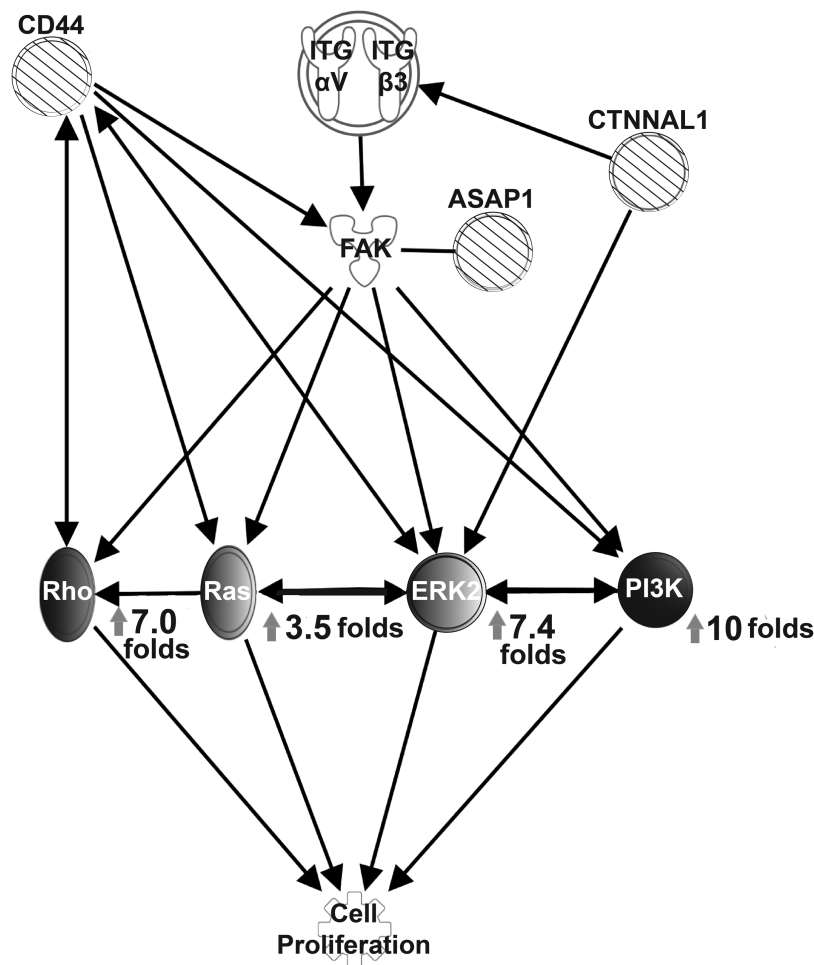 CD44
ITG ITG
αV β3
CTNNAL1
ASAP1
FAK
Rho
Ras
ERK2
PI3K
7.0
folds
3.5 folds
7.4
folds
10 folds
Cell
Proliferation